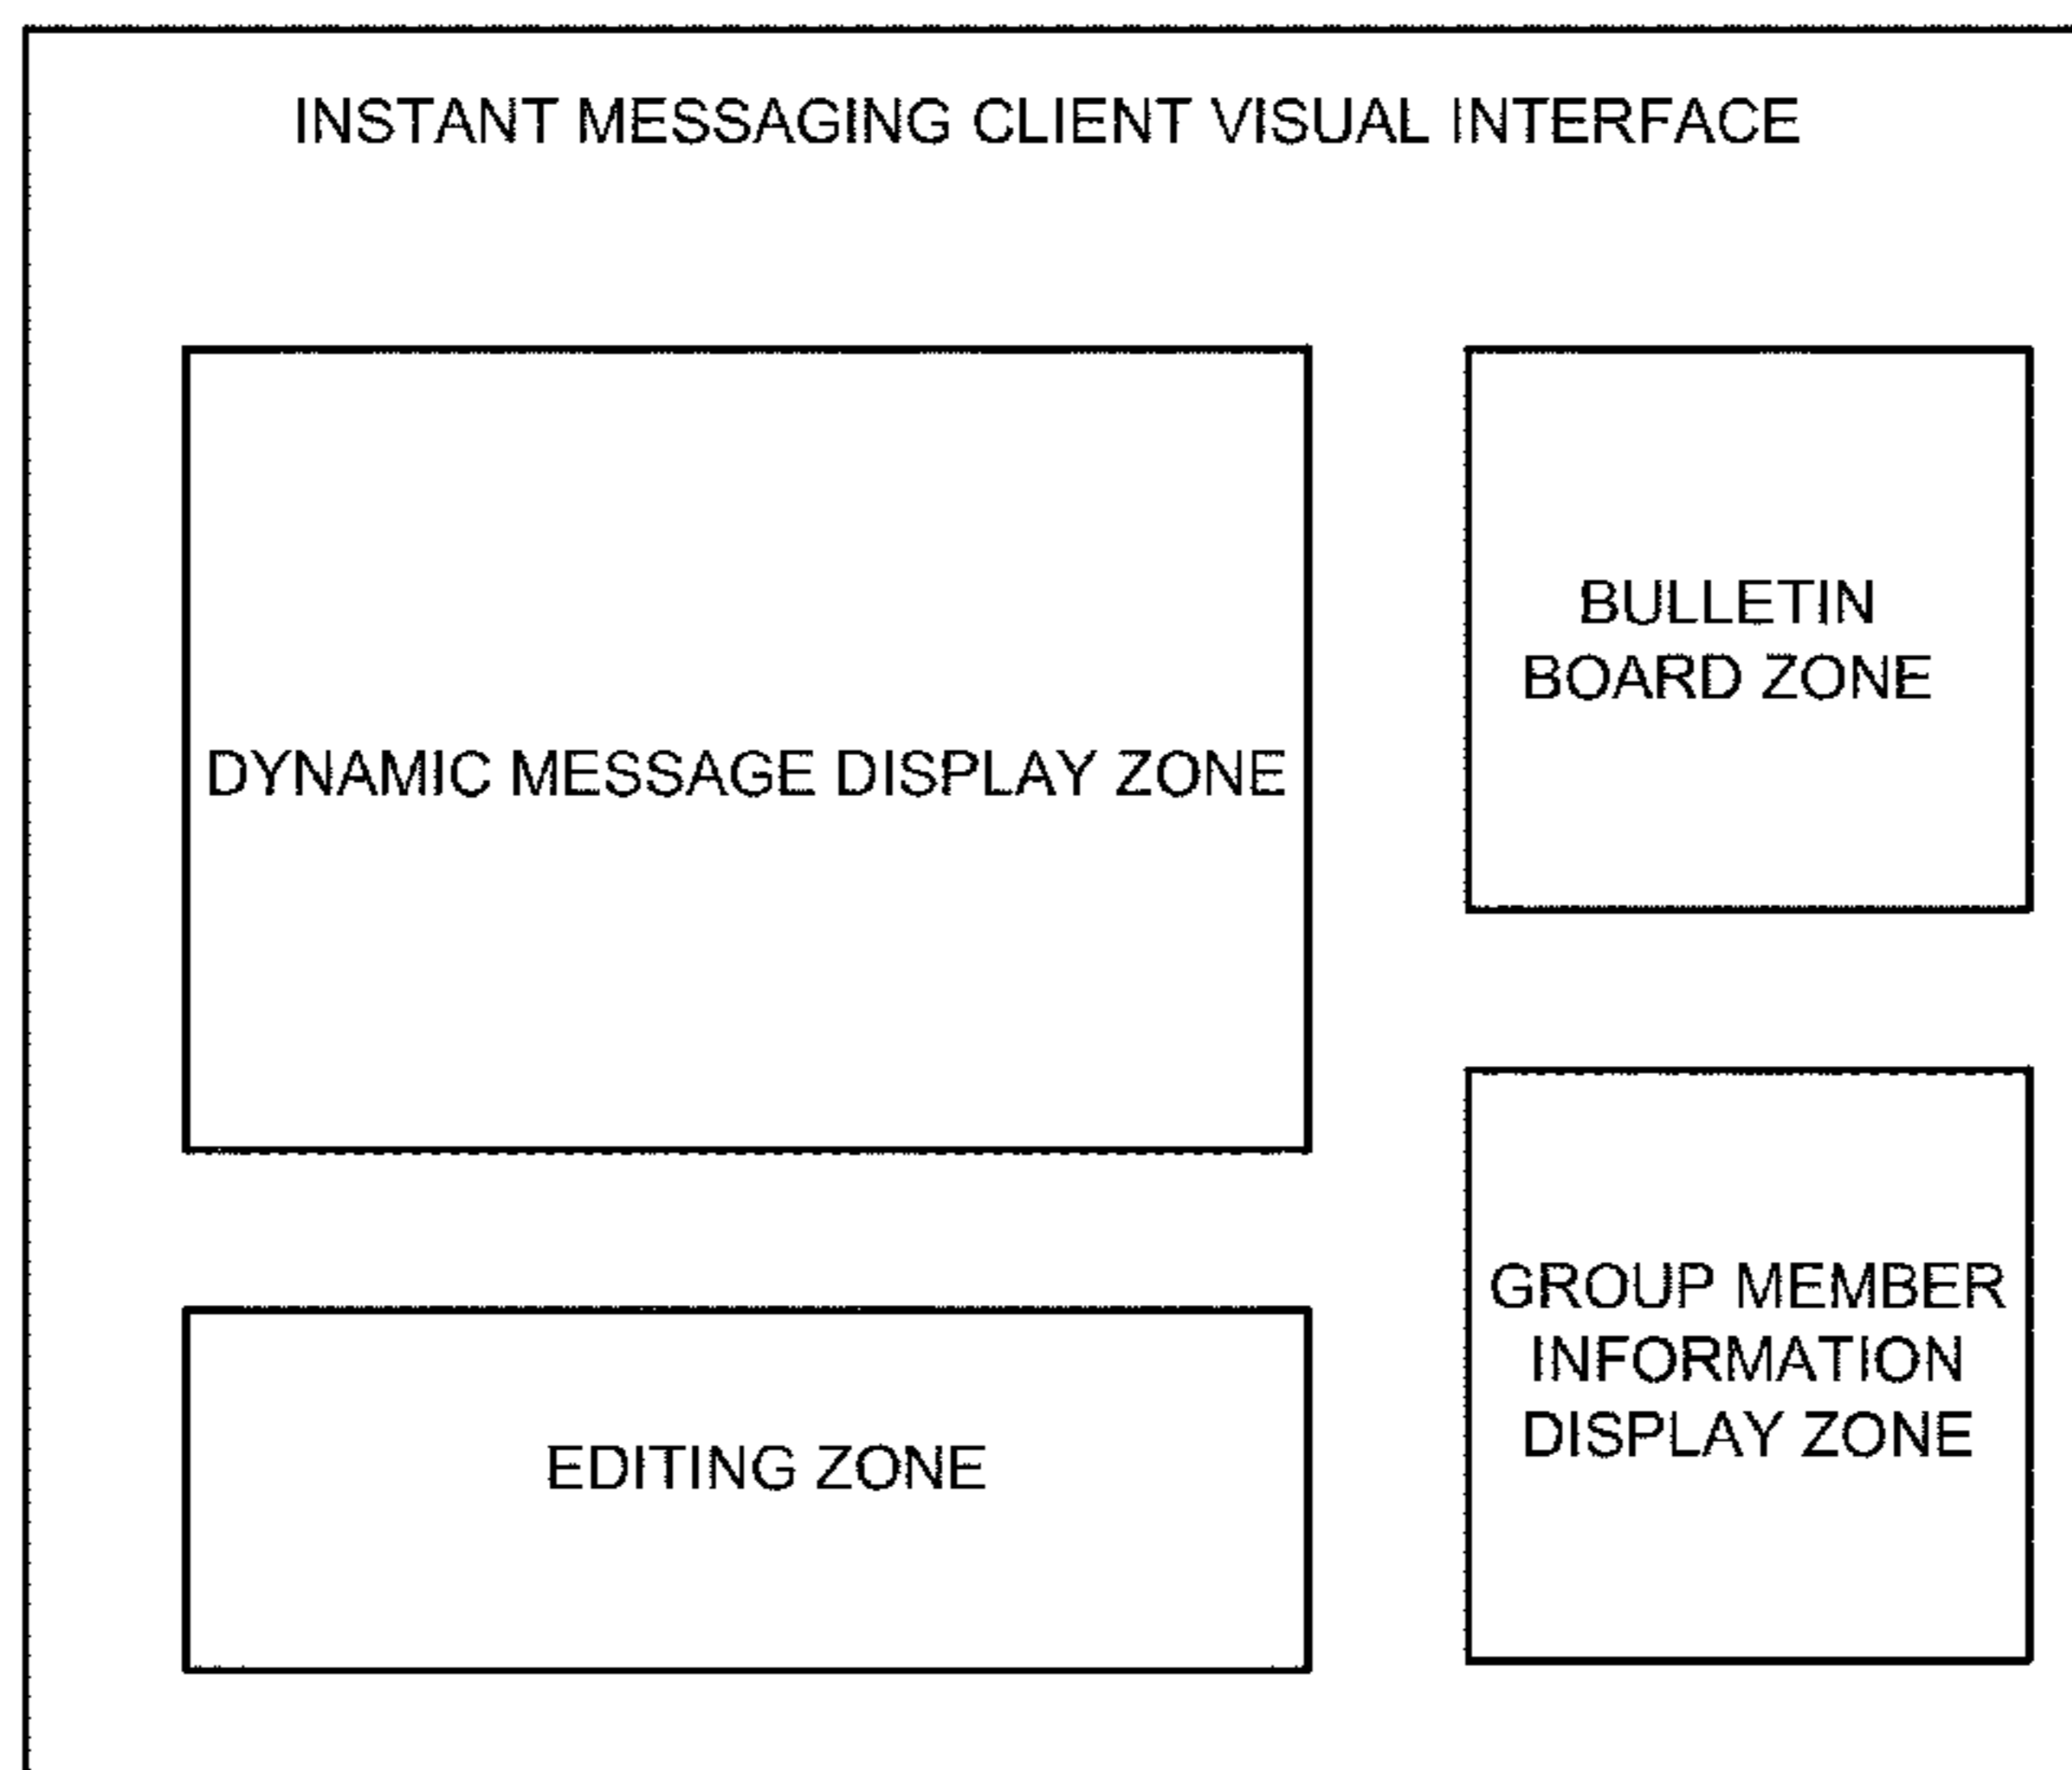 INSTANT MESSAGING CLIENT VISUAL INTERFACE
DYNAMIC MESSAGE DISPLAY ZONE
BULLETIN
BOARD ZONE
EDITING ZONE
GROUP MEMBER
INFORMATION
DISPLAY ZONE